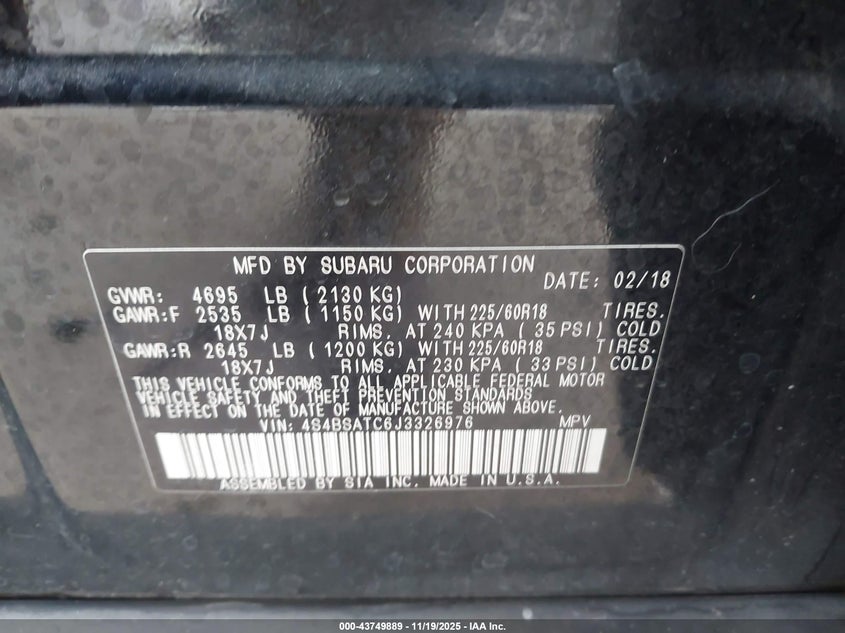 MFD BY SUBARU CORPORATION
DATE: 02/18
GVWR: 4695 LB (2130 KG)
GAWR:F 2535 LB (1150 KG) WITH 225/60R18 TIRES.
18X7J RIMS. AT 240 KPA (35 PSI) COLD
GAWR:R 2645 LB (1200 KG) WITH 225/60R18 TIRES.
18X7J RIMS. AT 230 KPA (33 PSI) COLD
THIS VEHICLE CONFORMS TO ALL APPLICABLE FEDERAL MOTOR
VEHICLE SAFETY AND THEFT PREVENTION STANDARDS
IN EFFECT ON THE DATE OF MANUFACTURE SHOWN ABOVE.
VIN: 4S4BSATC6J3326976 MPV
ASSEMBLED BY SIA INC. MADE IN U.S.A.
000-43749889 - 11/19/2025 - IAA Inc.